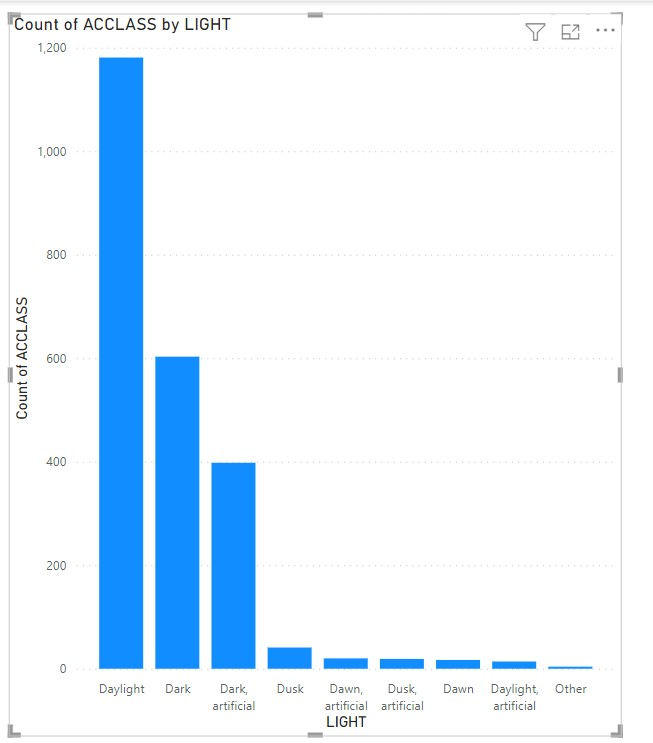 Count of ACCLASS by LIGHT
1,200
1,000
800
600
400
200
0
Count of ACCLASS
Daylight
Dark
Dark,
artificial
Dusk
Dawn,
artificial
Dusk,
artificial
Dawn
Daylight,
artificial
Other
LIGHT